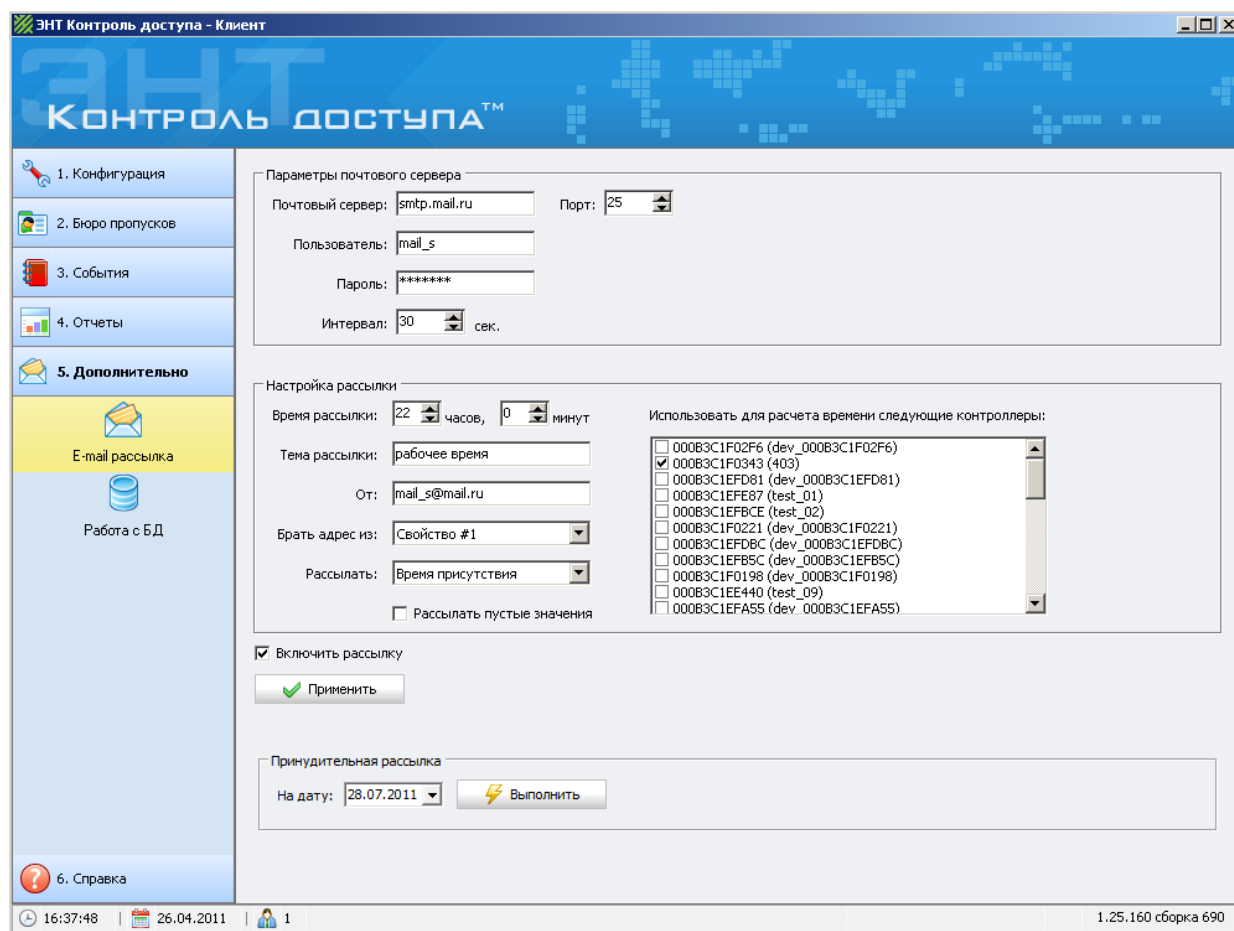 ЭНТ Контроль доступа - Клиент
ЭНТ
Контроль доступа™
1. Конфигурация
2. Бюро пропусков
3. События
4. Отчеты
5. Дополнительно
E-mail рассылка
Работа с БД
6. Справка
Параметры почтового сервера
Почтовый сервер: smtp.mail.ru Порт: 25
Пользователь: mail_s
Пароль: *******
Интервал: 30 сек.
Настройка рассылки
Время рассылки: 22 часов, 0 минут
Тема рассылки: рабочее время
От: mail_s@mail.ru
Брать адрес из: Свойство #1
Рассылать: Время присутствия
Рассылать пустые значения
Использовать для расчета времени следующие контроллеры:
000B3C1F02F6 (dev_000B3C1F02F6)
000B3C1F0343 (403)
000B3C1EFD81 (dev_000B3C1EFD81)
000B3C1EFE87 (test_01)
000B3C1EFBCE (test_02)
000B3C1F0221 (dev_000B3C1F0221)
000B3C1EFDBC (dev_000B3C1EFDBC)
000B3C1EFB5C (dev_000B3C1EFB5C)
000B3C1F0198 (dev_000B3C1F0198)
000B3C1EE440 (test_09)
000B3C1EFA55 (dev_000B3C1EFA55)
Включить рассылку
Применить
Принудительная рассылка
На дату: 28.07.2011 Выполнить
16:37:48 | 26.04.2011 | 1 1.25.160 сборка 690